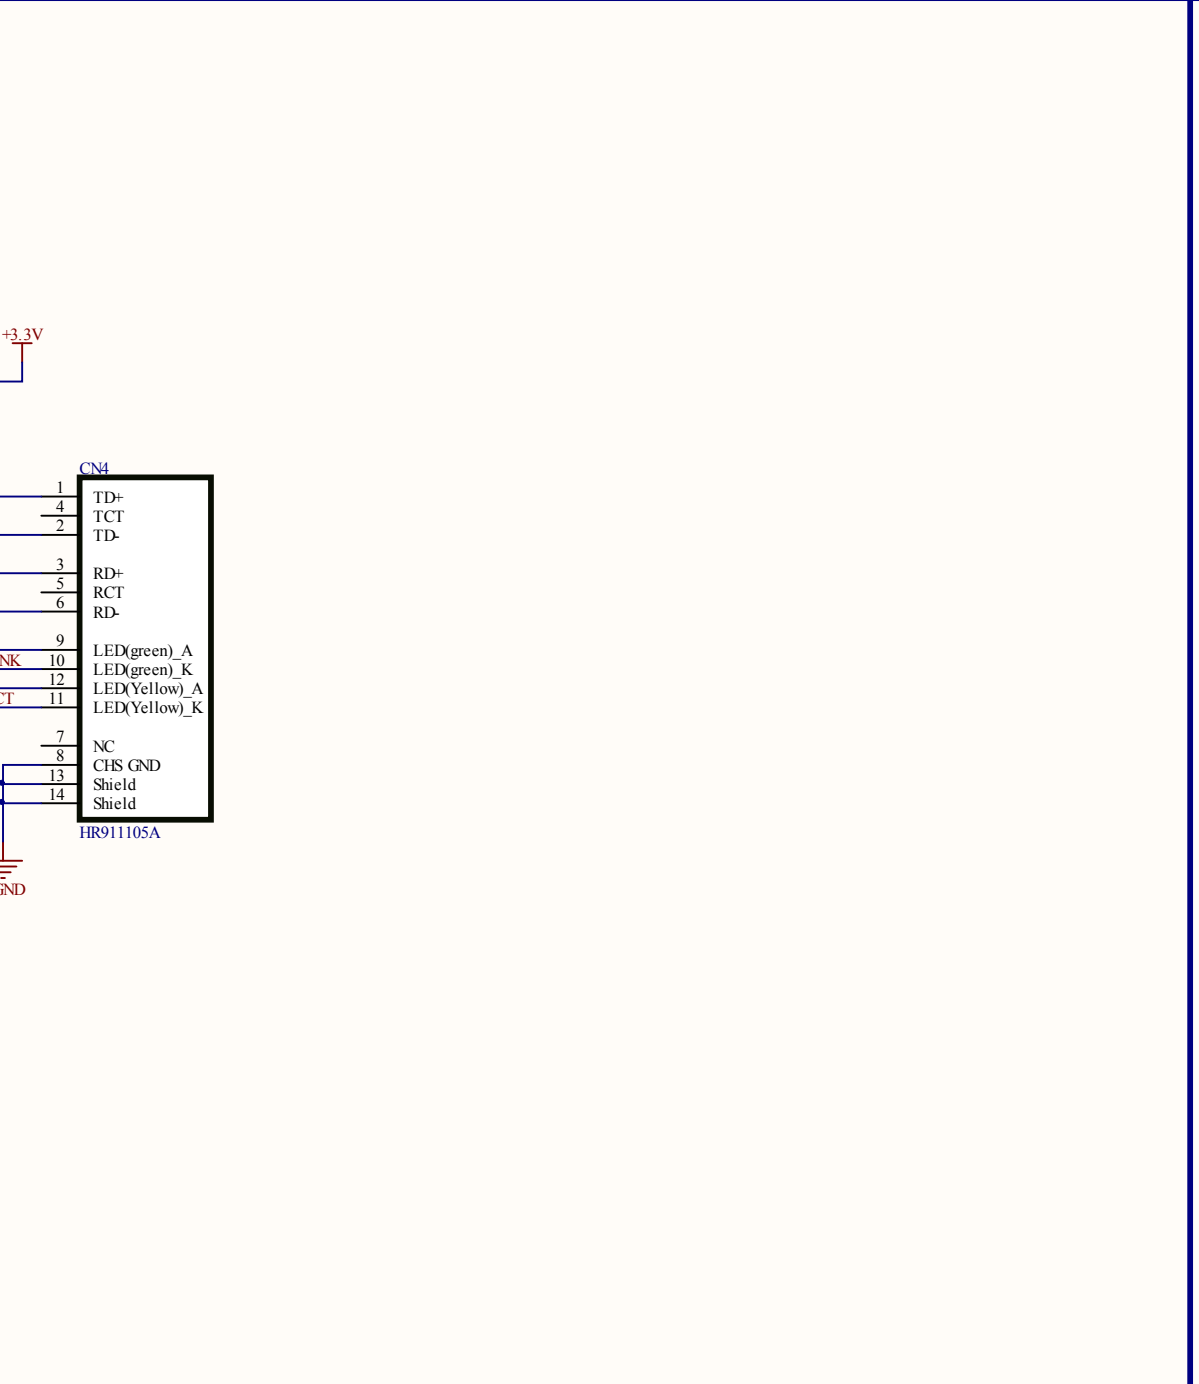 +3.3V
CN4
1 TD+
4 TCT
2 TD-
3 RD+
5 RCT
6 RD-
9 LED(green)_A
NK 10 LED(green)_K
12 LED(Yellow)_A
CT 11 LED(Yellow)_K
7 NC
8 CHS GND
13 Shield
14 Shield
HR911105A
GND